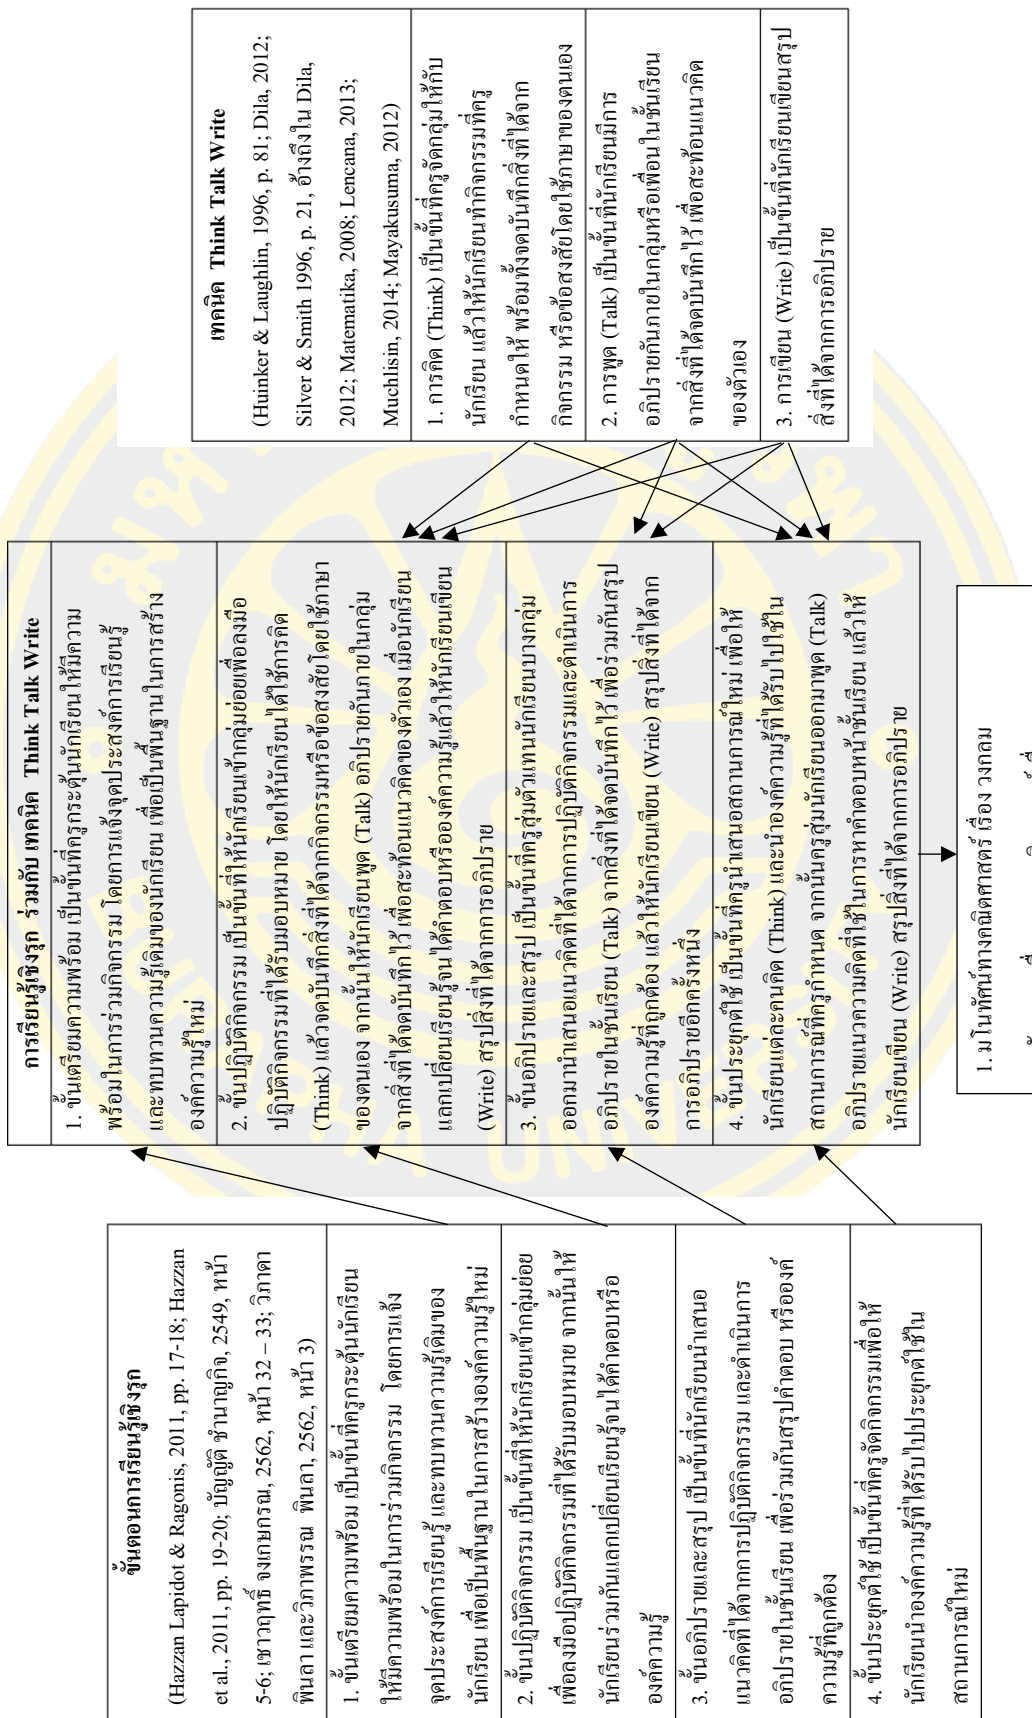 ขั้นตอนการเรียนรู้เชิงรุก
(Hazzan Lapidot & Ragonis, 2011, pp. 17-18; Hazzan
et al., 2011, pp. 19-20; บัญญัติ ชำนาญกิจ, 2549, หน้า
5-6; เชาวฤทธิ์ จงเกษกรณ, 2562, หน้า 32 – 33; วิภาดา
พินลา และวิภาพรรณ พินลา, 2562, หน้า 3)
1. ขั้นเตรียมความพร้อม เป็นขั้นที่ครูกระตุ้นนักเรียน
ให้มีความพร้อมในการร่วมกิจกรรม โดยการแจ้ง
จุดประสงค์การเรียนรู้ และทบทวนความรู้เดิมของ
นักเรียน เพื่อเป็นพื้นฐานในการสร้างองค์ความรู้ใหม่
2. ขั้นปฏิบัติกิจกรรม เป็นขั้นที่ให้นักเรียนเข้ากลุ่มย่อย
เพื่อลงมือปฏิบัติกิจกรรมที่ได้รับมอบหมาย จากนั้นให้
นักเรียนร่วมกันแลกเปลี่ยนเรียนรู้จนได้คำตอบหรือ
องค์ความรู้
3. ขั้นอภิปรายและสรุป เป็นขั้นที่นักเรียนนำเสนอ
แนวคิดที่ได้จากการปฏิบัติกิจกรรม และดำเนินการ
อภิปรายในชั้นเรียน เพื่อร่วมกันสรุปคำตอบ หรือองค์
ความรู้ที่ถูกต้อง
4. ขั้นประยุกต์ใช้ เป็นขั้นที่ครูจัดกิจกรรมเพื่อให้
นักเรียนนำองค์ความรู้ที่ได้รับไปประยุกต์ใช้ใน
สถานการณ์ใหม่
การเรียนรู้เชิงรุก ร่วมกับ เทคนิค Think Talk Write
1. ขั้นเตรียมความพร้อม เป็นขั้นที่ครูกระตุ้นนักเรียนให้มีความ
พร้อมในการร่วมกิจกรรม โดยการแจ้งจุดประสงค์การเรียนรู้
และทบทวนความรู้เดิมของนักเรียน เพื่อเป็นพื้นฐานในการสร้าง
องค์ความรู้ใหม่
2. ขั้นปฏิบัติกิจกรรม เป็นขั้นที่ให้นักเรียนเข้ากลุ่มย่อยเพื่อลงมือ
ปฏิบัติกิจกรรมที่ได้รับมอบหมาย โดยให้นักเรียนได้ใช้การคิด
(Think) แล้วจดบันทึกสิ่งที่ได้จากกิจกรรมหรือข้อสงสัยโดยใช้ภาษา
ของตนเอง จากนั้นให้นักเรียนพูด (Talk) อภิปรายกันภายในกลุ่ม
จากสิ่งที่ได้จดบันทึกไว้ เพื่อสะท้อนแนวคิดของตัวเอง เมื่อนักเรียน
แลกเปลี่ยนเรียนรู้จนได้คำตอบหรือองค์ความรู้แล้วให้นักเรียนเขียน
(Write) สรุปสิ่งที่ได้จากการอภิปราย
3. ขั้นอภิปรายและสรุป เป็นขั้นที่ครูสุ่มตัวแทนนักเรียนบางกลุ่ม
ออกมานำเสนอแนวคิดที่ได้จากการปฏิบัติกิจกรรมและดำเนินการ
อภิปรายในชั้นเรียน (Talk) จากสิ่งที่ได้จดบันทึกไว้ เพื่อร่วมกันสรุป
องค์ความรู้ที่ถูกต้อง แล้วให้นักเรียนเขียน (Write) สรุปสิ่งที่ได้จาก
การอภิปรายอีกครั้งหนึ่ง
4. ขั้นประยุกต์ใช้ เป็นขั้นที่ครูนำเสนอสถานการณ์ใหม่ เพื่อให้
นักเรียนแต่ละคนคิด (Think) และนำองค์ความรู้ที่ได้รับไปใช้ใน
สถานการณ์ที่ครูกำหนด จากนั้นครูสุ่มนักเรียนออกมาพูด (Talk)
อภิปรายแนวความคิดที่ใช้ในการหาคำตอบหน้าชั้นเรียน แล้วให้
นักเรียนเขียน (Write) สรุปสิ่งที่ได้จากการอภิปราย
เทคนิค Think Talk Write
(Huinker & Laughlin, 1996, p. 81; Dila, 2012;
Silver & Smith 1996, p. 21, อ้างถึงใน Dila,
2012; Matematika, 2008; Lencana, 2013;
Muchlisin, 2014; Mayakusuma, 2012)
1. การคิด (Think) เป็นขั้นที่ครูจัดกลุ่มให้กับ
นักเรียน แล้วให้นักเรียนทำกิจกรรมที่ครู
กำหนดให้ พร้อมทั้งจดบันทึกสิ่งที่ได้จาก
กิจกรรม หรือข้อสงสัยโดยใช้ภาษาของตนเอง
2. การพูด (Talk) เป็นขั้นที่นักเรียนมีการ
อภิปรายกันภายในกลุ่มหรือเพื่อนในชั้นเรียน
จากสิ่งที่ได้จดบันทึกไว้ เพื่อสะท้อนแนวคิด
ของตัวเอง
3. การเขียน (Write) เป็นขั้นที่นักเรียนเขียนสรุป
สิ่งที่ได้จากการอภิปราย
1. มโนทัศน์ทางคณิตศาสตร์ เรื่อง วงกลม